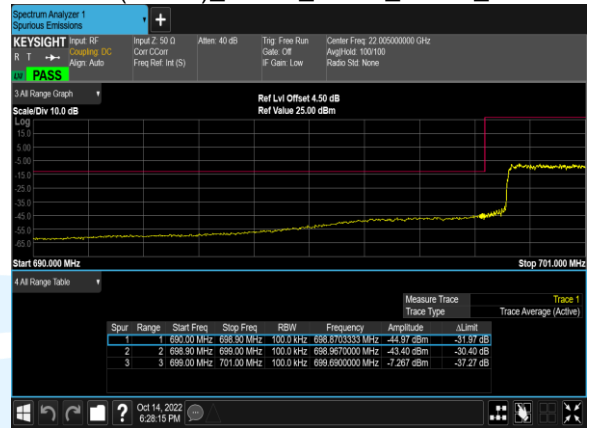 Spectrum Analyzer 1
Spurious Emissions
+
KEYSIGHT Input: RF Input Z: 50 Ω Atten: 40 dB Trig: Free Run Center Freq: 22.005000000 GHz
R T Coupling: DC Corr CCorr Gate: Off Avg|Hold: 100/100
Align: Auto Freq Ref: Int (S) IF Gain: Low Radio Std: None
PASS
3 All Range Graph
Ref Lvl Offset 4.50 dB
Scale/Div 10.0 dB Ref Value 25.00 dBm
Log
15.0
5.00
-5.00
-15.0
-25.0
-35.0
-45.0
-55.0
-65.0
Start 690.000 MHz Stop 701.000 MHz
4 All Range Table
Measure Trace Trace 1
Trace Type Trace Average (Active)
Spur Range Start Freq Stop Freq RBW Frequency Amplitude ΔLimit
1 1 690.00 MHz 698.90 MHz 100.0 kHz 698.8703333 MHz -44.97 dBm -31.97 dB
2 2 698.90 MHz 699.00 MHz 100.0 kHz 698.9670000 MHz -43.40 dBm -30.40 dB
3 3 699.00 MHz 701.00 MHz 100.0 kHz 699.6900000 MHz -7.267 dBm -37.27 dB
?
Oct 14, 2022
6:28:15 PM